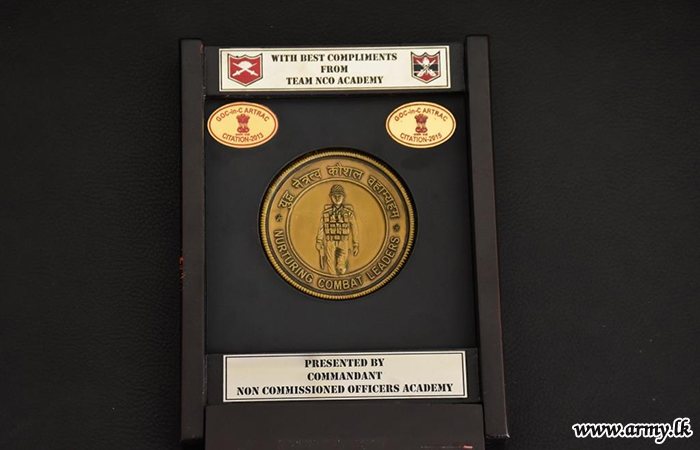 WITH BEST COMPLIMENTS
FROM
TEAM NCO ACADEMY
GOC-in-C ARTRAC
CITATION-2013
GOC-in-C ARTRAC
CITATION-2015
युद्ध नेतृत्व कौशल
NURTURING COMBAT LEADERS
PRESENTED BY
COMMANDANT
NON COMMISSIONED OFFICERS ACADEMY
www.army.lk